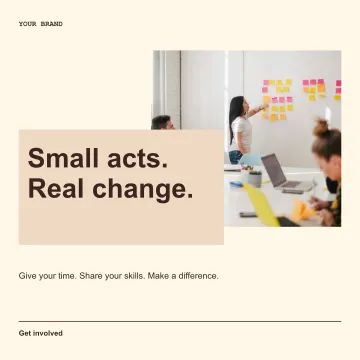 YOUR BRAND
Small acts.
Real change.
Give your time. Share your skills. Make a difference.
Get involved